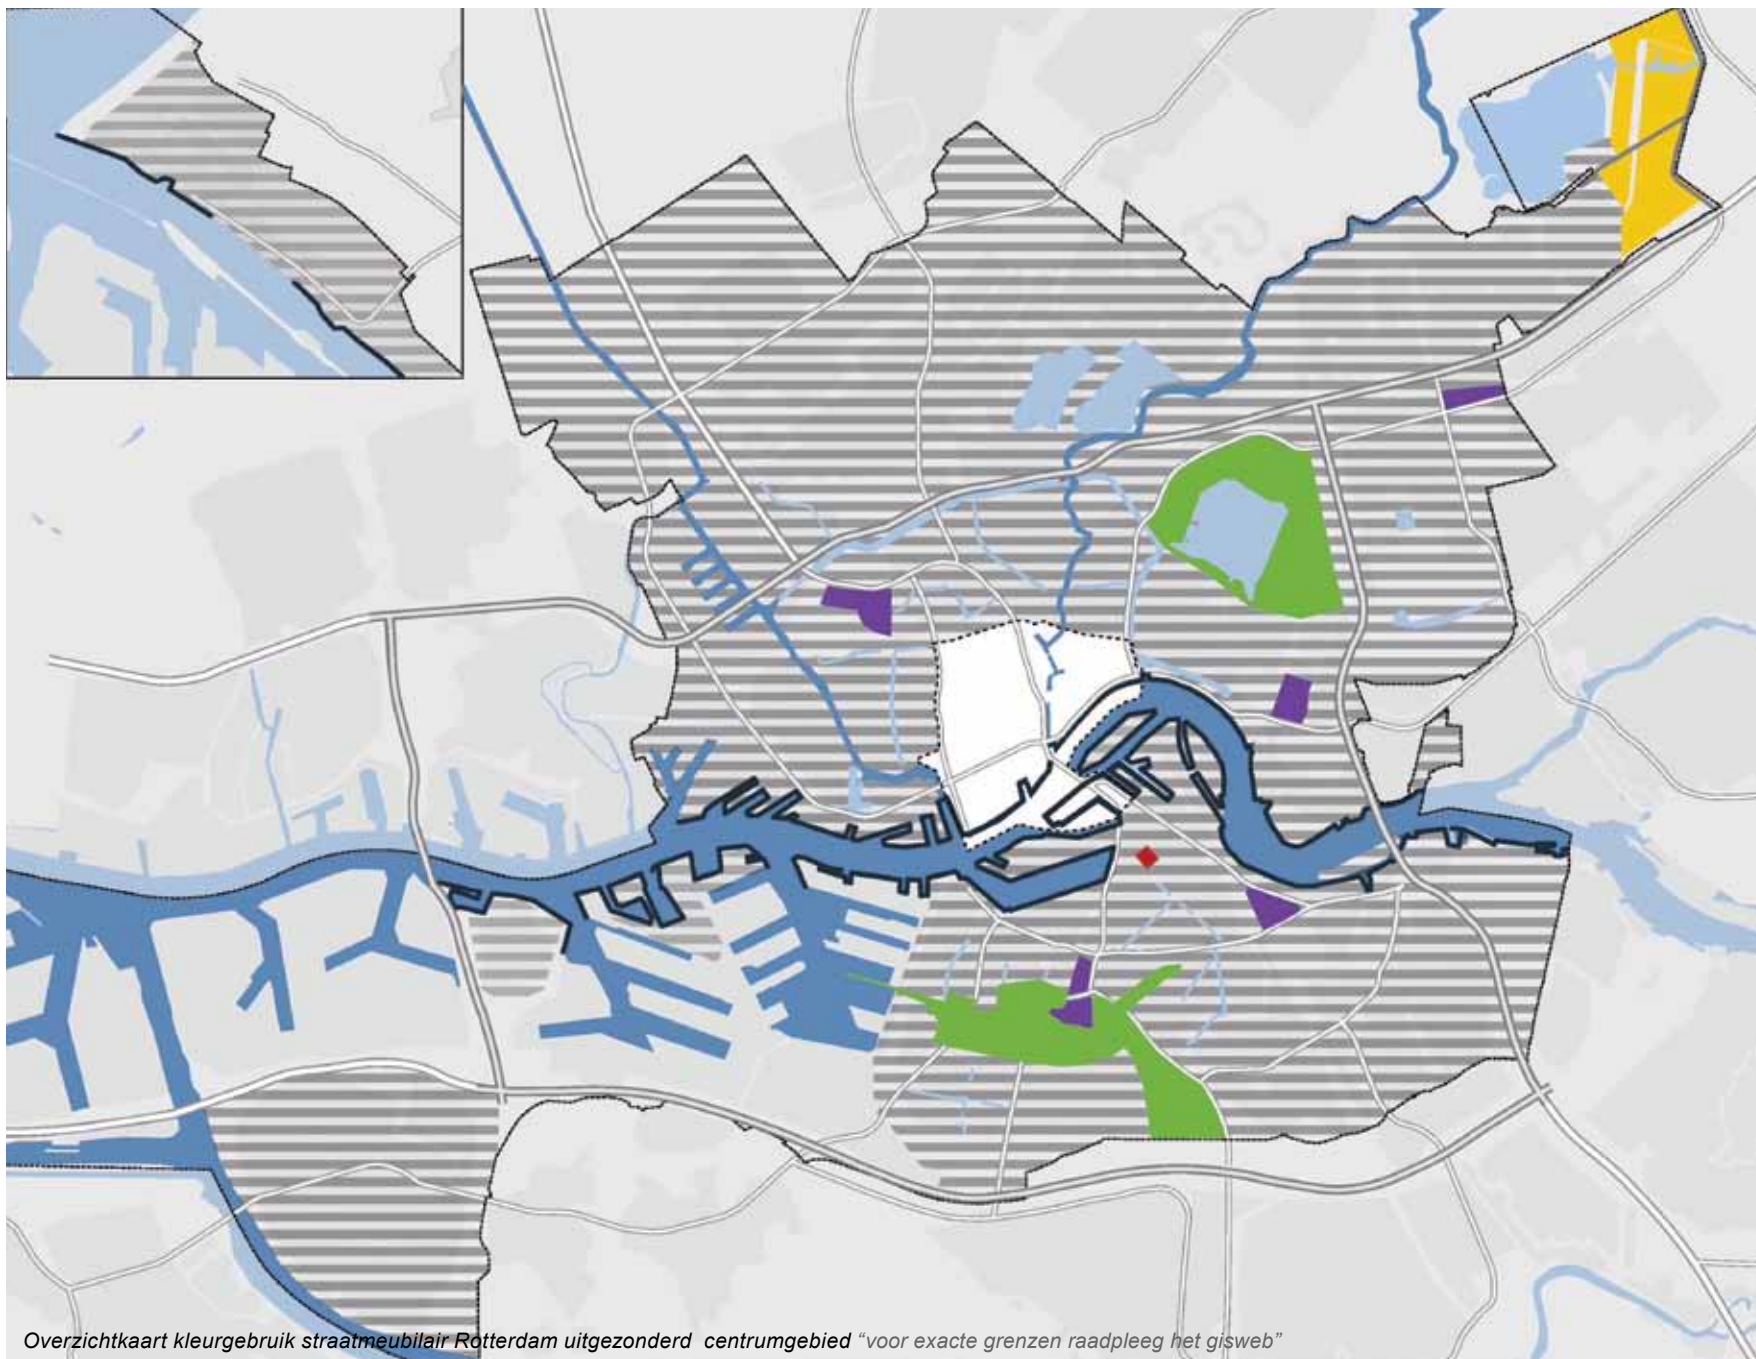 Overzichtkaart kleurgebruik straatmeubilair Rotterdam uitgezonderd centrumgebied “voor exacte grenzen raadpleeg het gisweb”